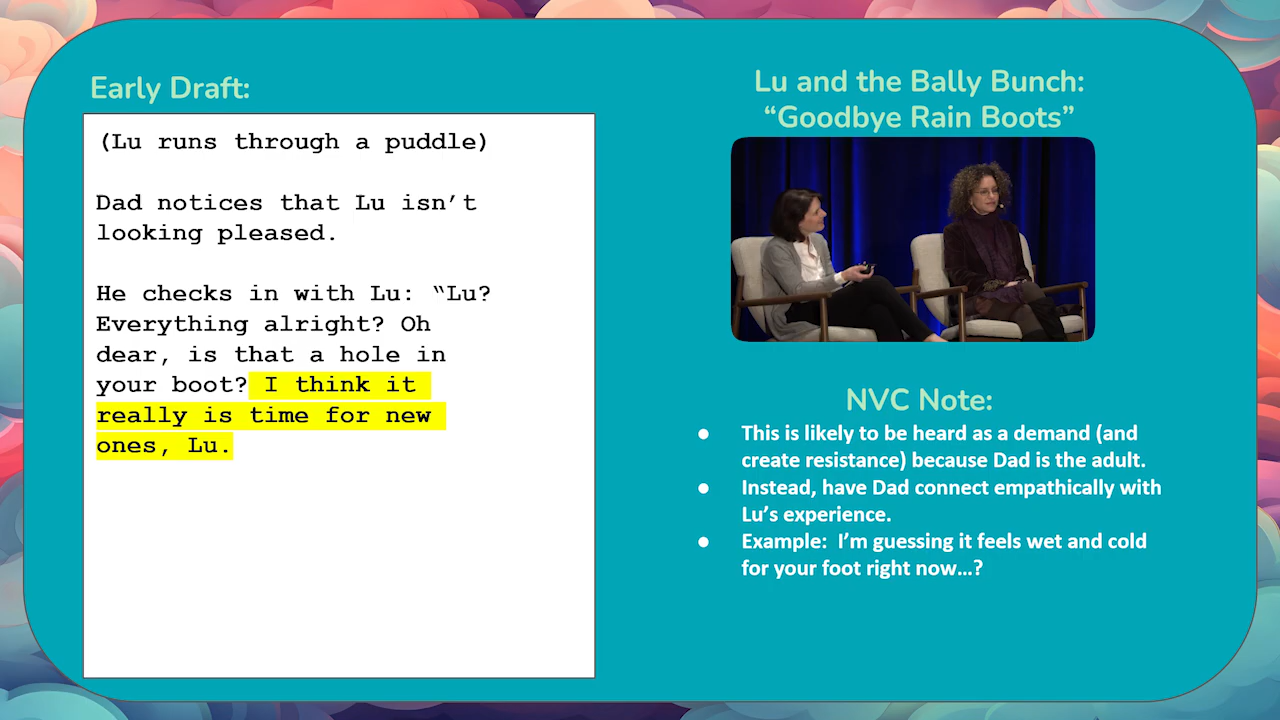 Early Draft:
(Lu runs through a puddle)
Dad notices that Lu isn’t
looking pleased.
He checks in with Lu: “Lu?
Everything alright? Oh
dear, is that a hole in
your boot? I think it
really is time for new
ones, Lu.
Lu and the Bally Bunch:
“Goodbye Rain Boots”
NVC Note:
● This is likely to be heard as a demand (and
create resistance) because Dad is the adult.
● Instead, have Dad connect empathically with
Lu’s experience.
● Example: I’m guessing it feels wet and cold
for your foot right now…?